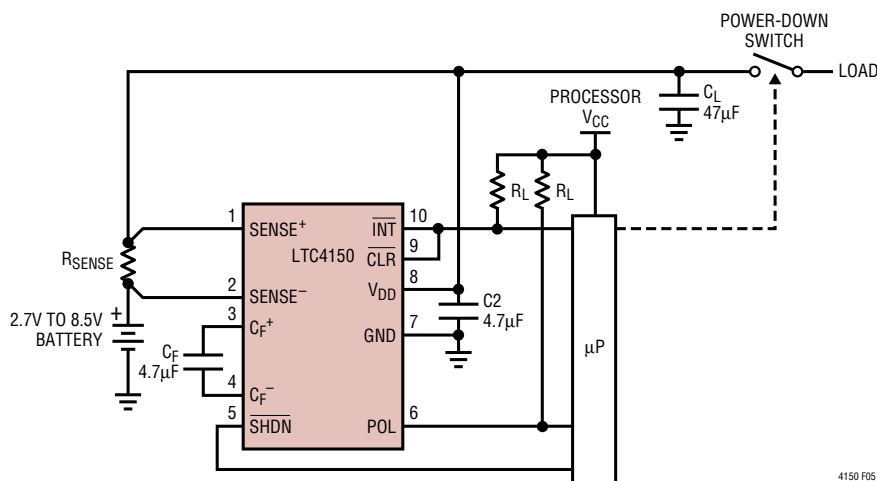 POWER-DOWN
SWITCH
LOAD
PROCESSOR
VCC
CL
47µF
RL
RL
1
SENSE+
INT
10
LTC4150
CLR
9
RSENSE
2
SENSE–
VDD
8
C2
4.7µF
2.7V TO 8.5V
BATTERY
+
3
CF+
GND
7
CF
4.7µF
µP
4
CF–
5
SHDN
POL
6
4150 F05